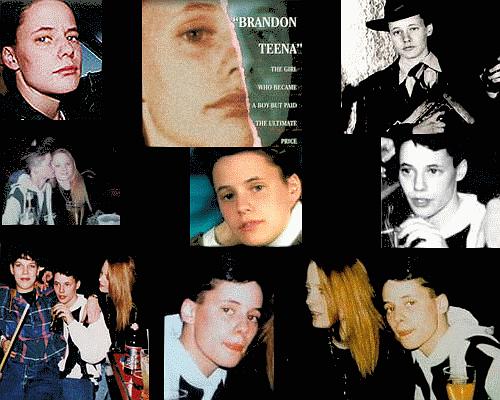 "BRANDON
TEENA"
THE GIRL
WHO BECAME
A BOY BUT PAID
THE ULTIMATE
PRICE